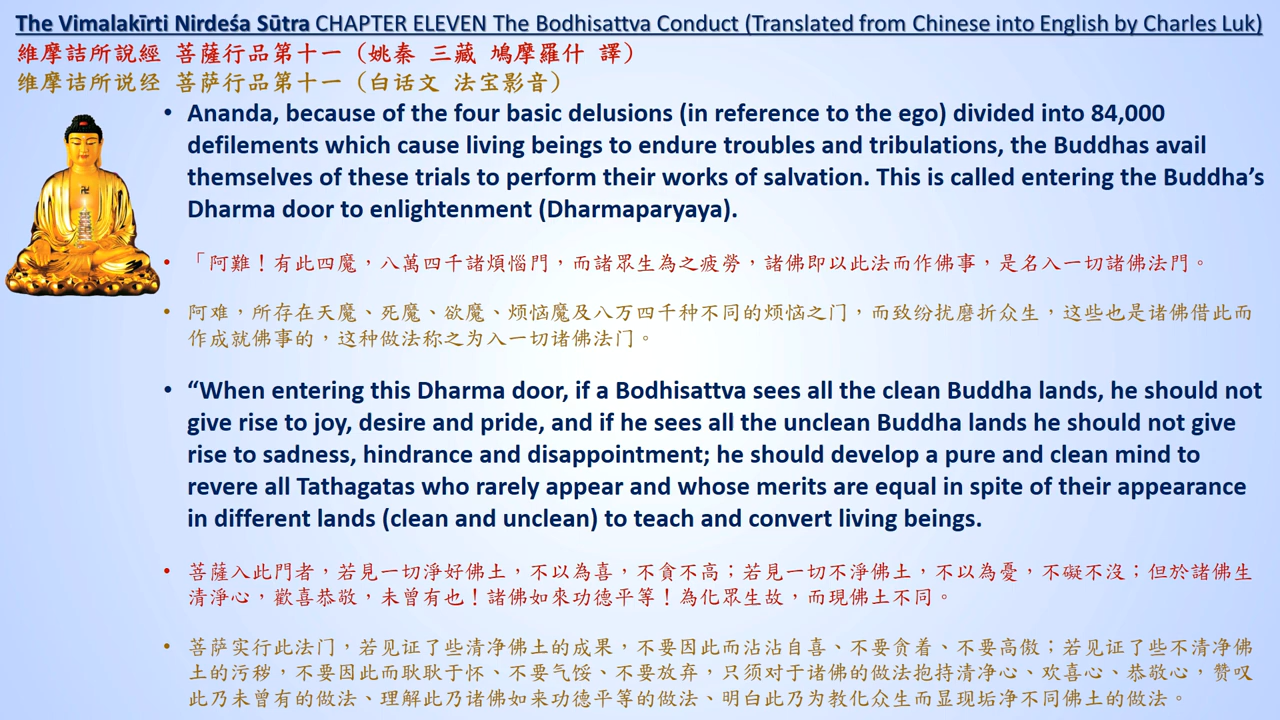 The Vimalakīrti Nirdeśa Sūtra CHAPTER ELEVEN The Bodhisattva Conduct (Translated from Chinese into English by Charles Luk)
維摩詰所說經 菩薩行品第十一（姚秦 三藏 鳩摩羅什 譯）
维摩诘所说经 菩萨行品第十一（白话文 法宝影音）
• Ananda, because of the four basic delusions (in reference to the ego) divided into 84,000
defilements which cause living beings to endure troubles and tribulations, the Buddhas avail
themselves of these trials to perform their works of salvation. This is called entering the Buddha’s
Dharma door to enlightenment (Dharmaparyaya).
• 「阿難！有此四魔，八萬四千諸煩惱門，而諸眾生為之疲勞，諸佛即以此法而作佛事，是名入一切諸佛法門。
• 阿难，所存在天魔、死魔、欲魔、烦恼魔及八万四千种不同的烦恼之门，而致纷扰磨折众生，这些也是诸佛借此而
作成就佛事的，这种做法称之为入一切诸佛法门。
• “When entering this Dharma door, if a Bodhisattva sees all the clean Buddha lands, he should not
give rise to joy, desire and pride, and if he sees all the unclean Buddha lands he should not give
rise to sadness, hindrance and disappointment; he should develop a pure and clean mind to
revere all Tathagatas who rarely appear and whose merits are equal in spite of their appearance
in different lands (clean and unclean) to teach and convert living beings.
• 菩薩入此門者，若見一切淨好佛土，不以為喜，不貪不高；若見一切不淨佛土，不以為憂，不礙不沒；但於諸佛生
清淨心，歡喜恭敬，未曾有也！諸佛如來功德平等！為化眾生故，而現佛土不同。
• 菩萨实行此法门，若见证了些清净佛土的成果，不要因此而沾沾自喜、不要贪着、不要高傲；若见证了些不清净佛
土的污秽，不要因此而耿耿于怀、不要气馁、不要放弃，只须对于诸佛的做法抱持清净心、欢喜心、恭敬心，赞叹
此乃未曾有的做法、理解此乃诸佛如来功德平等的做法、明白此乃为教化众生而显现垢净不同佛土的做法。